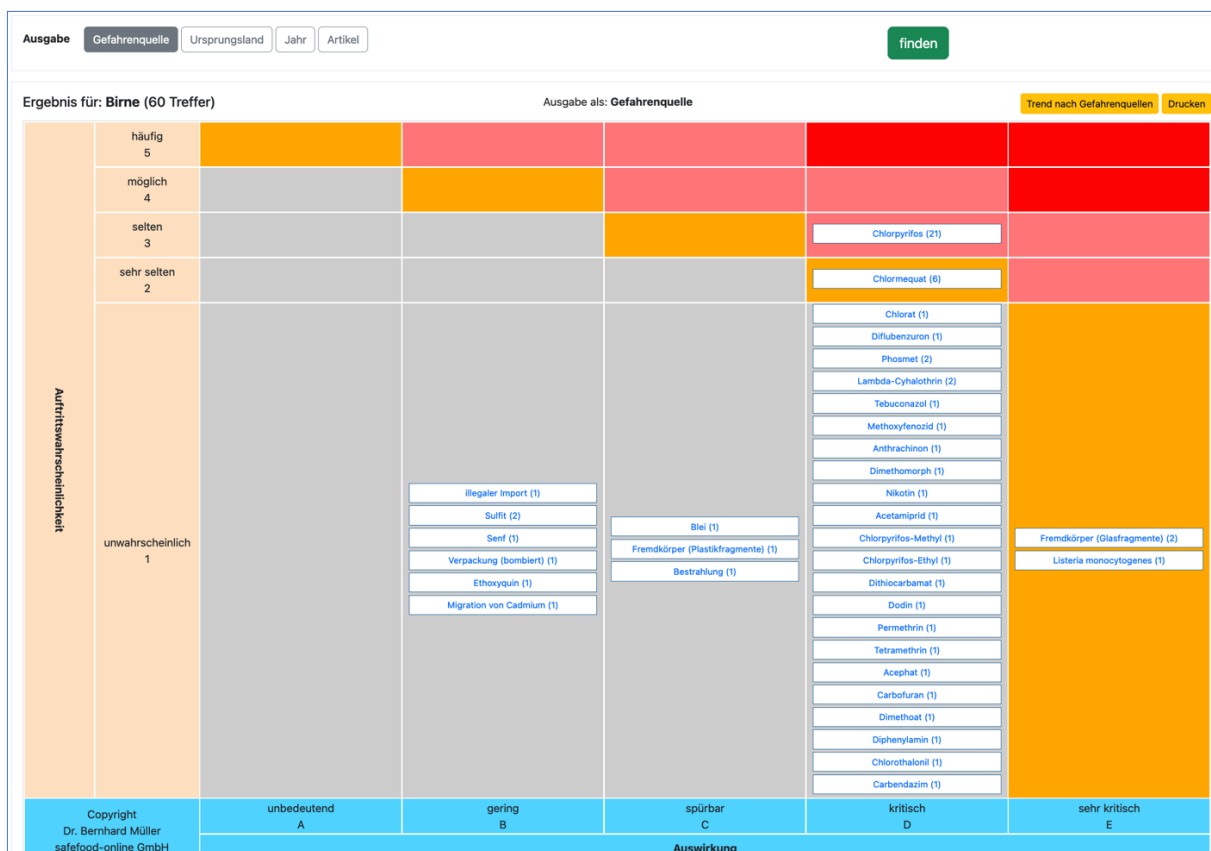 Ausgabe Gefahrenquelle Ursprungsland Jahr Artikel finden
Ergebnis für: Birne (60 Treffer) Ausgabe als: Gefahrenquelle Trend nach Gefahrenquellen Drucken
Auftrittswahrscheinlichkeit
häufig
5
möglich
4
selten
3
Chlorpyrifos (21)
sehr selten
2
Chlormequat (6)
unwahrscheinlich
1
illegaler Import (1)
Sulfit (2)
Senf (1)
Verpackung (bombiert) (1)
Ethoxyquin (1)
Migration von Cadmium (1)
Blei (1)
Fremdkörper (Plastikfragmente) (1)
Bestrahlung (1)
Chlorat (1)
Diflubenzuron (1)
Phosmet (2)
Lambda-Cyhalothrin (2)
Tebuconazol (1)
Methoxyfenozid (1)
Anthrachinon (1)
Dimethomorph (1)
Nikotin (1)
Acetamiprid (1)
Chlorpyrifos-Methyl (1)
Chlorpyrifos-Ethyl (1)
Dithiocarbamat (1)
Dodin (1)
Permethrin (1)
Tetramethrin (1)
Acephat (1)
Carbofuran (1)
Dimethoat (1)
Diphenylamin (1)
Chlorothalonil (1)
Carbendazim (1)
Fremdkörper (Glasfragmente) (2)
Listeria monocytogenes (1)
Copyright
Dr. Bernhard Müller
safefood-online GmbH
unbedeutend
A
gering
B
spürbar
C
kritisch
D
sehr kritisch
E
Auswirkung